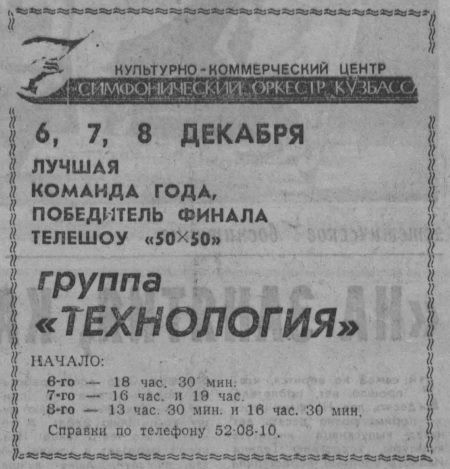 КУЛЬТУРНО-КОММЕРЧЕСКИЙ ЦЕНТР
СИМФОНИЧЕСКИЙ ОРКЕСТР КУЗБАССА
6, 7, 8 ДЕКАБРЯ
ЛУЧШАЯ
КОМАНДА ГОДА,
ПОБЕДИТЕЛЬ ФИНАЛА
ТЕЛЕШОУ «50×50»
группа
«ТЕХНОЛОГИЯ»
НАЧАЛО:
6-го — 18 час. 30 мин.
7-го — 16 час. и 19 час.
8-го — 13 час. 30 мин. и 16 час. 30 мин.
Справки по телефону 52-08-10.